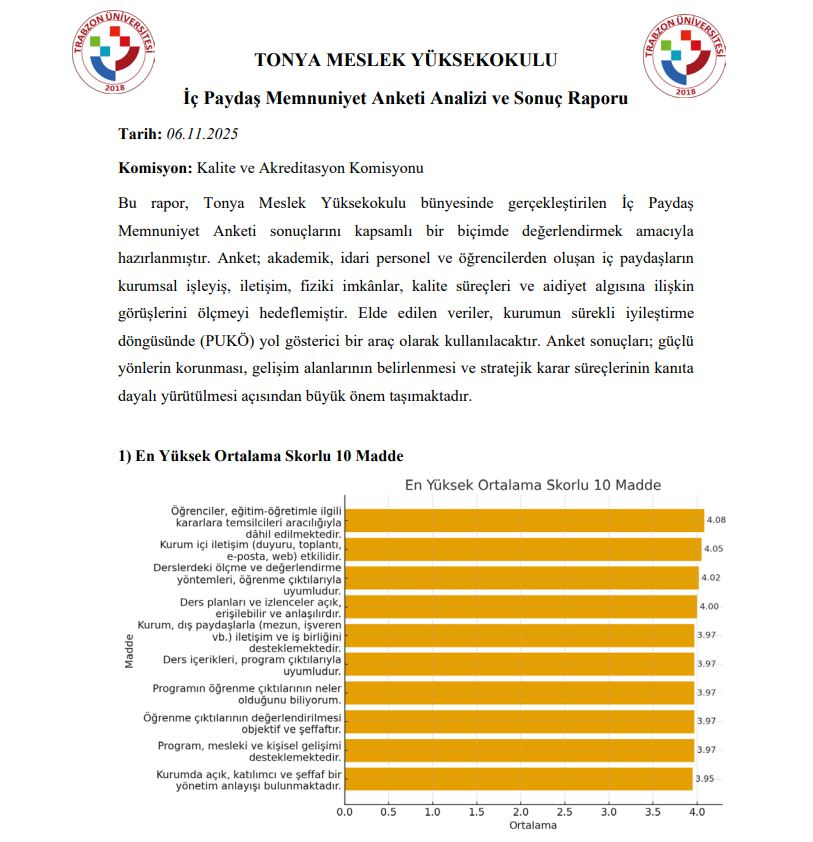 TRABZON ÜNİVERSİTESİ
2018
TRABZON ÜNİVERSİTESİ
2018
TONYA MESLEK YÜKSEKOKULU
İç Paydaş Memnuniyet Anketi Analizi ve Sonuç Raporu
Tarih: 06.11.2025
Komisyon: Kalite ve Akreditasyon Komisyonu
Bu rapor, Tonya Meslek Yüksekokulu bünyesinde gerçekleştirilen İç Paydaş
Memnuniyet Anketi sonuçlarını kapsamlı bir biçimde değerlendirmek amacıyla
hazırlanmıştır. Anket; akademik, idari personel ve öğrencilerden oluşan iç paydaşların
kurumsal işleyiş, iletişim, fiziki imkânlar, kalite süreçleri ve aidiyet algısına ilişkin
görüşlerini ölçmeyi hedeflemiştir. Elde edilen veriler, kurumun sürekli iyileştirme
döngüsünde (PUKÖ) yol gösterici bir araç olarak kullanılacaktır. Anket sonuçları; güçlü
yönlerin korunması, gelişim alanlarının belirlenmesi ve stratejik karar süreçlerinin kanıta
dayalı yürütülmesi açısından büyük önem taşımaktadır.
1) En Yüksek Ortalama Skorlu 10 Madde
En Yüksek Ortalama Skorlu 10 Madde
Madde
Öğrenciler, eğitim-öğretimle ilgili
kararlara temsilcileri aracılığıyla
dâhil edilmektedir.
4.08
Kurum içi iletişim (duyuru, toplantı,
e-posta, web) etkilidir.
4.05
Derslerdeki ölçme ve değerlendirme
yöntemleri, öğrenme çıktılarıyla
uyumludur.
4.02
Ders planları ve izlenceler açık,
erişilebilir ve anlaşılırdır.
4.00
Kurum, dış paydaşlarla (mezun, işveren
vb.) iletişim ve iş birliğini
desteklemektedir.
3.97
Ders içerikleri, program çıktılarıyla
uyumludur.
3.97
Programın öğrenme çıktılarının neler
olduğunu biliyorum.
3.97
Öğrenme çıktılarının değerlendirilmesi
objektif ve şeffaftır.
3.97
Program, mesleki ve kişisel gelişimi
desteklemektedir.
3.97
Kurumda açık, katılımcı ve şeffaf bir
yönetim anlayışı bulunmaktadır.
3.95
0.0 0.5 1.0 1.5 2.0 2.5 3.0 3.5 4.0
Ortalama